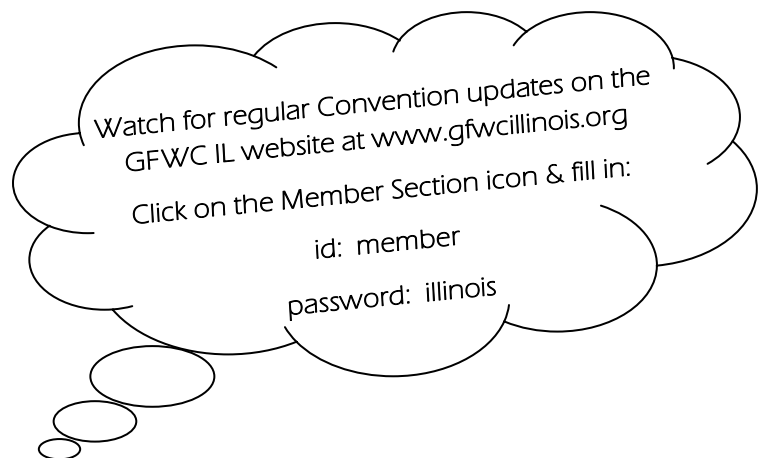 Watch for regular Convention updates on the
GFWC IL website at www.gfwcillinois.org
Click on the Member Section icon & fill in:
id: member
password: illinois